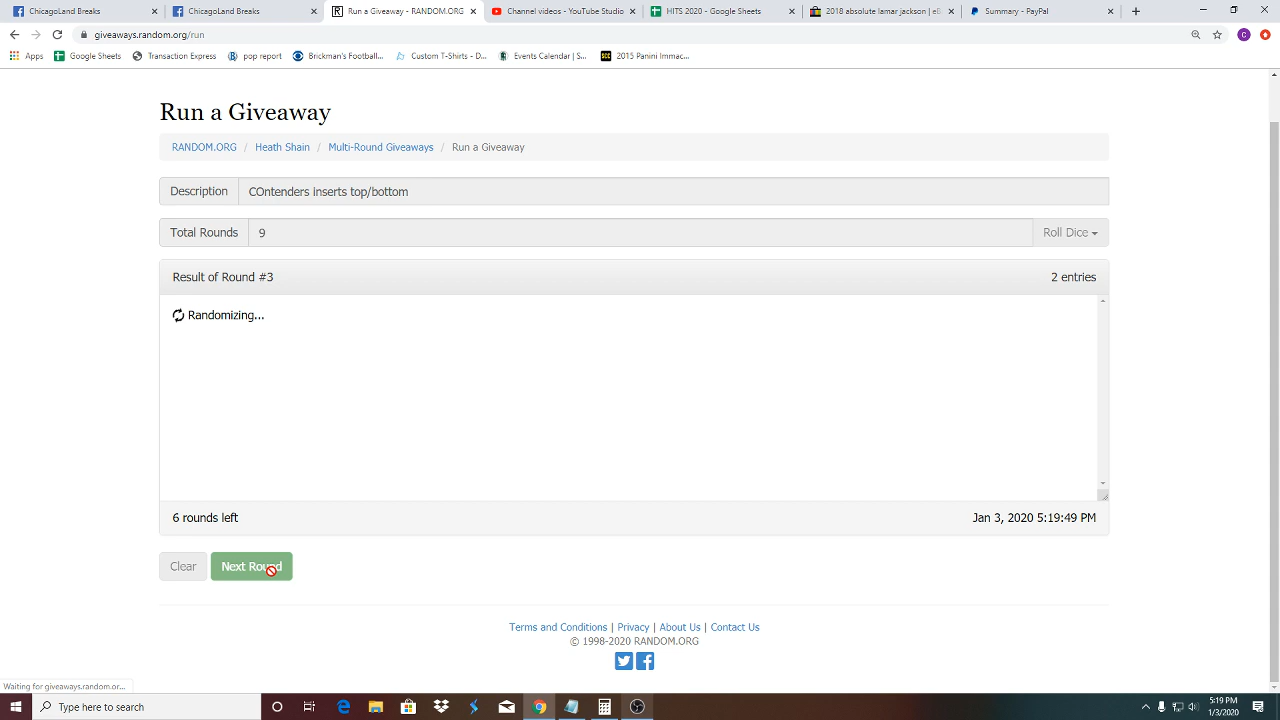 ChicagoLand Breaks
ChicagoLand Breaks
Run a Giveaway - RANDOM.ORG
Channel videos - YouTube Studio
HITS 2020 - Google Sheets
2018 absolute lamar jackson | eB
Summary - PayPal
giveaways.random.org/run
Apps
Google Sheets
Transaction Express
pop report
Brickman's Football...
Custom T-Shirts - D...
Events Calendar | S...
2015 Panini Immac...
Run a Giveaway
RANDOM.ORG / Heath Shain / Multi-Round Giveaways / Run a Giveaway
Description COntenders inserts top/bottom
Total Rounds 9 Roll Dice
Result of Round #3 2 entries
Randomizing...
6 rounds left Jan 3, 2020 5:19:49 PM
Clear Next Round
Terms and Conditions | Privacy | About Us | Contact Us
© 1998-2020 RANDOM.ORG
Waiting for giveaways.random.or...
Type here to search
5:19 PM
1/3/2020